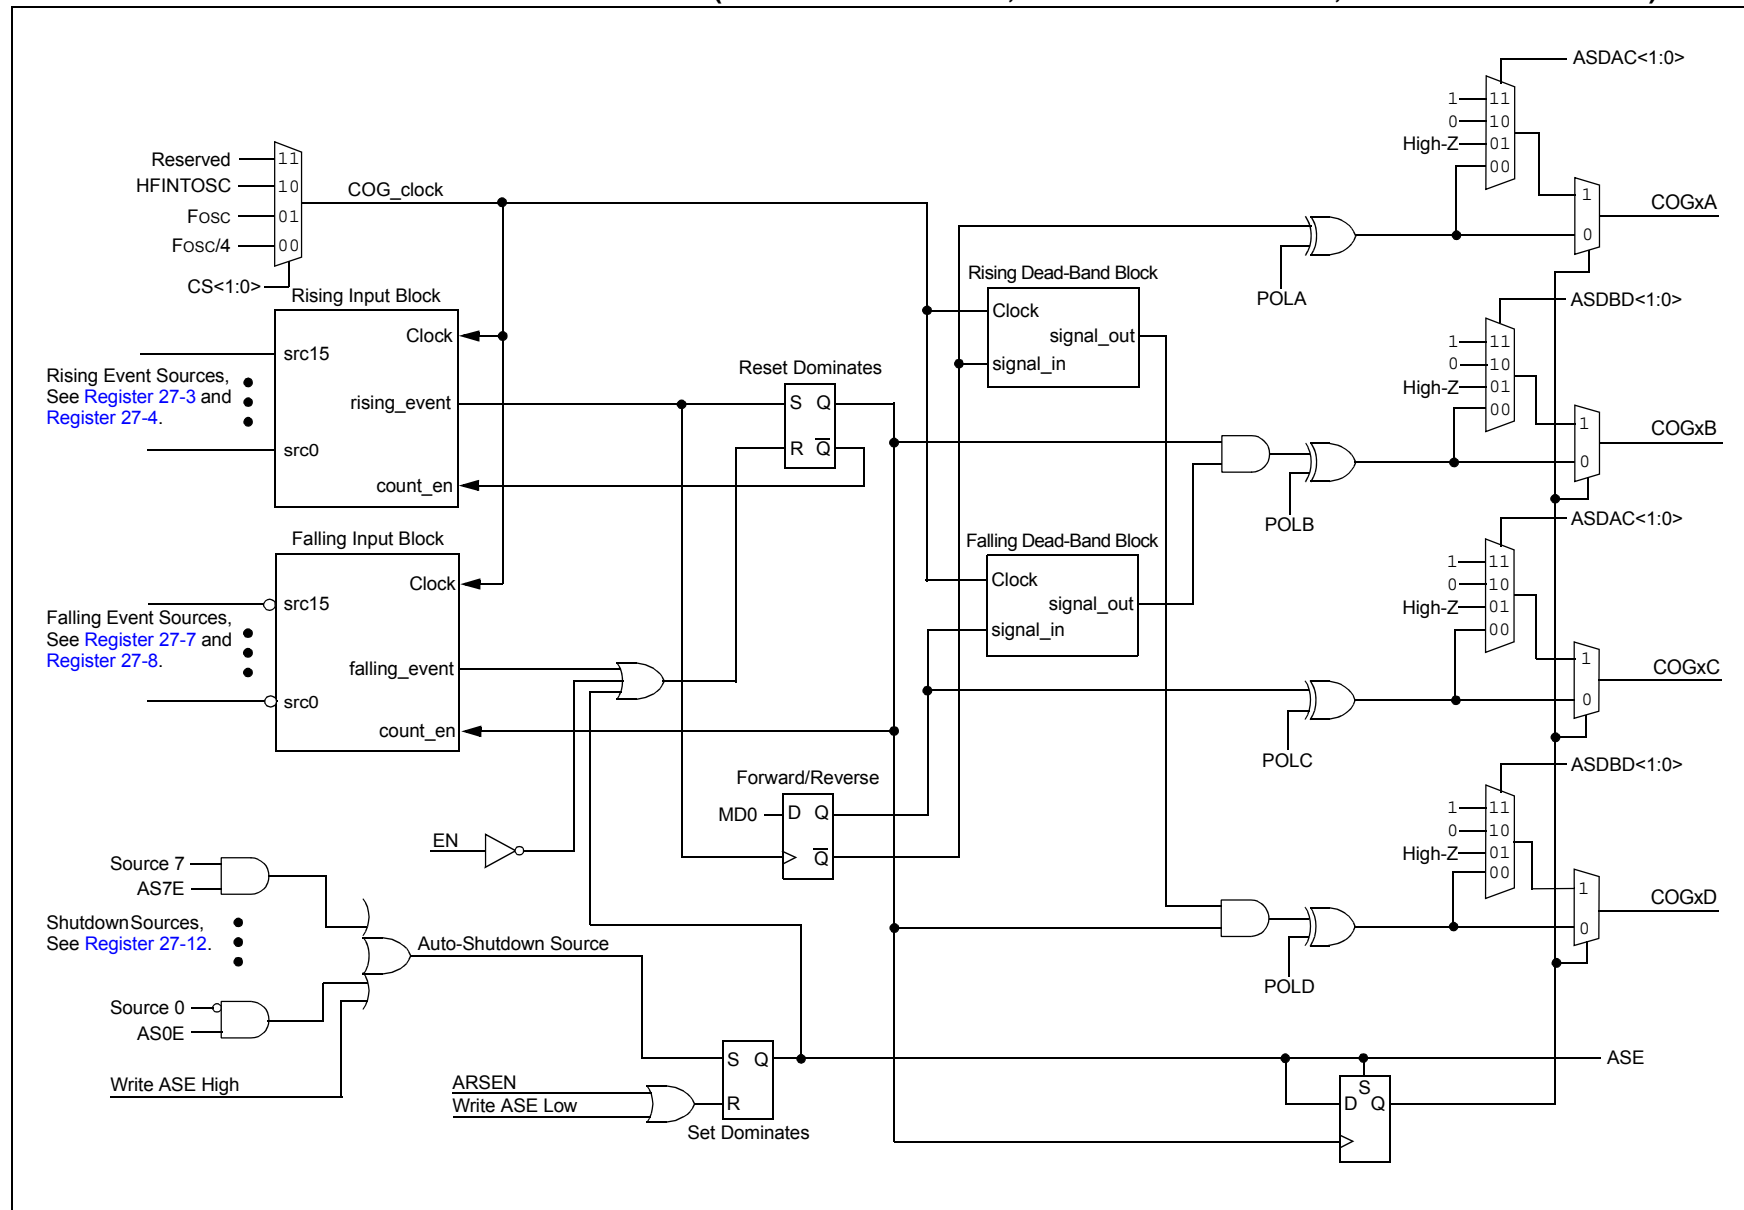 ASDAC<1:0>
1 11
0 10
High-Z 01
00
1
0
COGxA
POLA
Reserved 11
HFINTOSC 10
FOSC 01
FOSC/4 00
CS<1:0>
COG_clock
Rising Input Block
Clock
src15
rising_event
src0
count_en
Rising Event Sources,
See Register 27-3 and
Register 27-4.
Reset Dominates
S Q
R Q
Rising Dead-Band Block
Clock
signal_out
signal_in
ASDBD<1:0>
1 11
0 10
High-Z 01
00
1
0
COGxB
POLB
Falling Input Block
Clock
src15
falling_event
src0
count_en
Falling Event Sources,
See Register 27-7 and
Register 27-8.
Falling Dead-Band Block
Clock
signal_out
signal_in
ASDAC<1:0>
1 11
0 10
High-Z 01
00
1
0
COGxC
POLC
Forward/Reverse
MD0 D Q
Q
EN
ASDBD<1:0>
1 11
0 10
High-Z 01
00
1
0
COGxD
POLD
Source 7
AS7E
Shutdown Sources,
See Register 27-12.
Source 0
AS0E
Write ASE High
Auto-Shutdown Source
ARSEN
Write ASE Low
S Q
R
Set Dominates
S
D Q
ASE